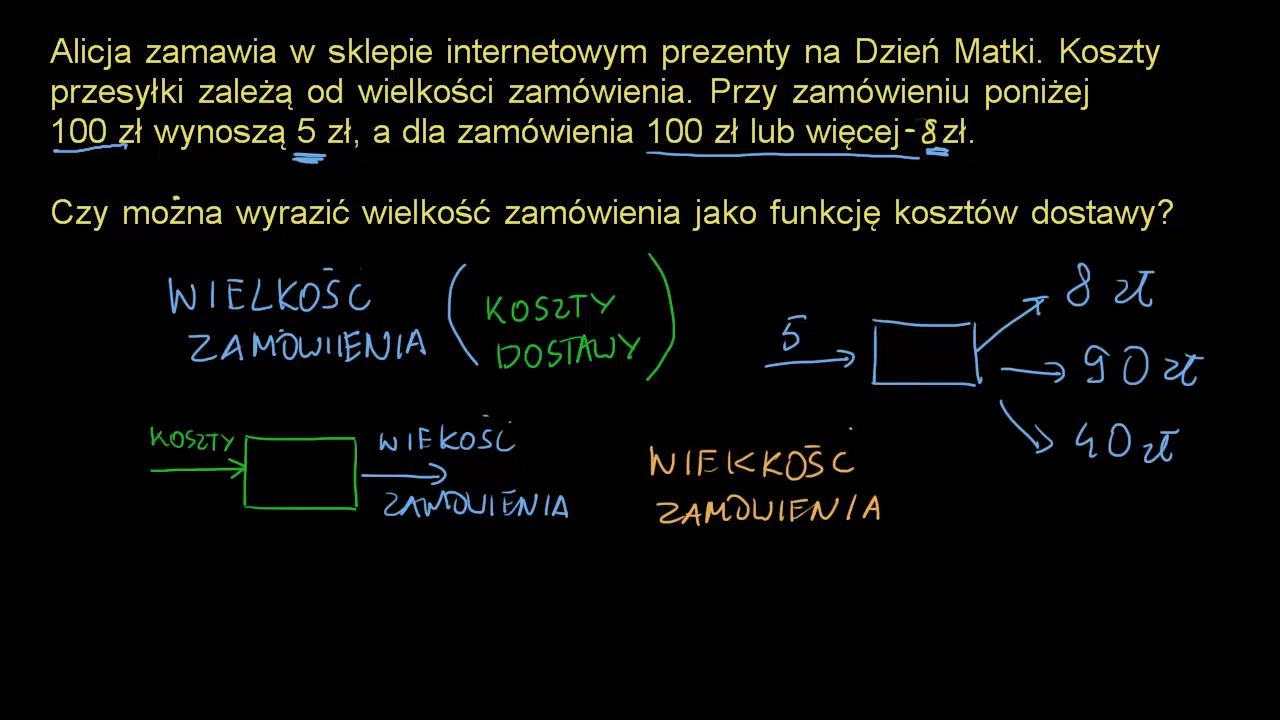 Alicja zamawia w sklepie internetowym prezenty na Dzień Matki. Koszty
przesyłki zależą od wielkości zamówienia. Przy zamówieniu poniżej
100 zł wynoszą 5 zł, a dla zamówienia 100 zł lub więcej - 8 zł.
Czy można wyrazić wielkość zamówienia jako funkcję kosztów dostawy?
WIELKOŚĆ
ZAMÓWIIENIA
(KOSZTY
DOSTAWY)
5
8 zł
90 zł
40 zł
KOSZTY
WIEKOŚĆ
ZAMÓWIENIA
WIEKKOŚĆ
ZAMÓWIENIA